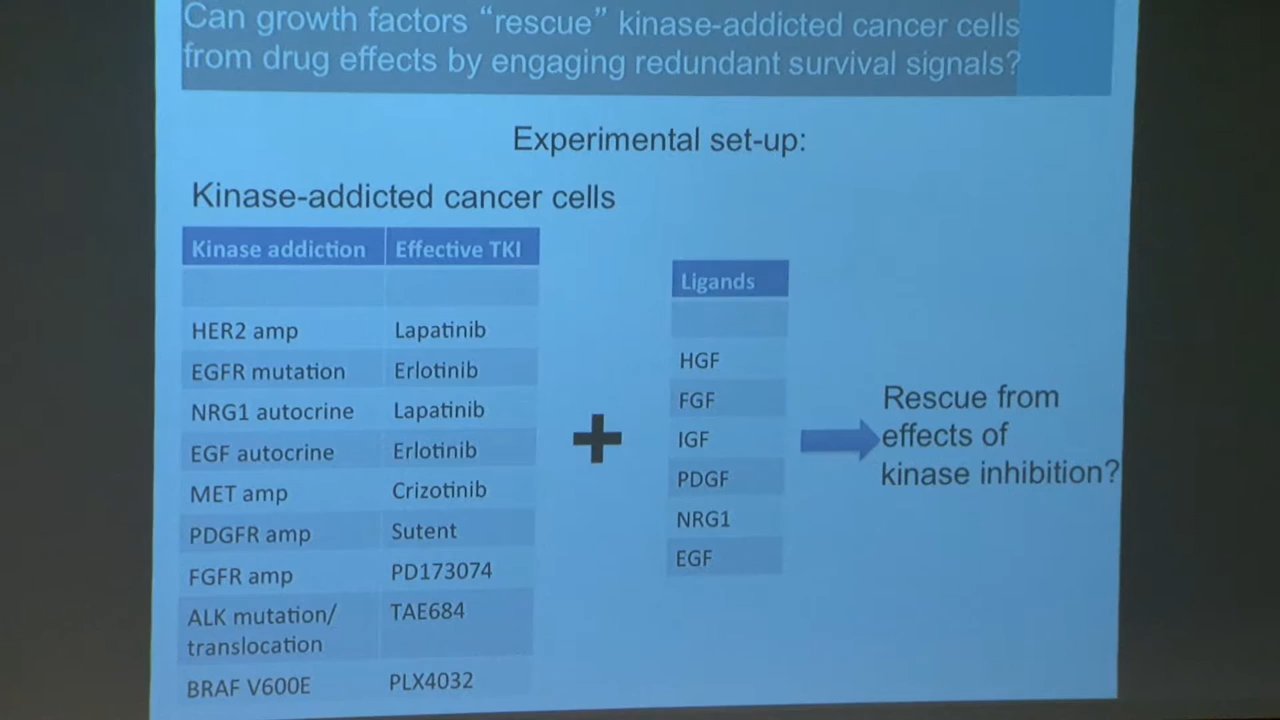 Can growth factors “rescue” kinase-addicted cancer cells
from drug effects by engaging redundant survival signals?
Experimental set-up:
Kinase-addicted cancer cells
Kinase addiction Effective TKI
HER2 amp Lapatinib
EGFR mutation Erlotinib
NRG1 autocrine Lapatinib
EGF autocrine Erlotinib
MET amp Crizotinib
PDGFR amp Sutent
FGFR amp PD173074
ALK mutation/ TAE684
translocation
BRAF V600E PLX4032
+
Ligands
HGF
FGF
IGF
PDGF
NRG1
EGF
Rescue from
effects of
kinase inhibition?